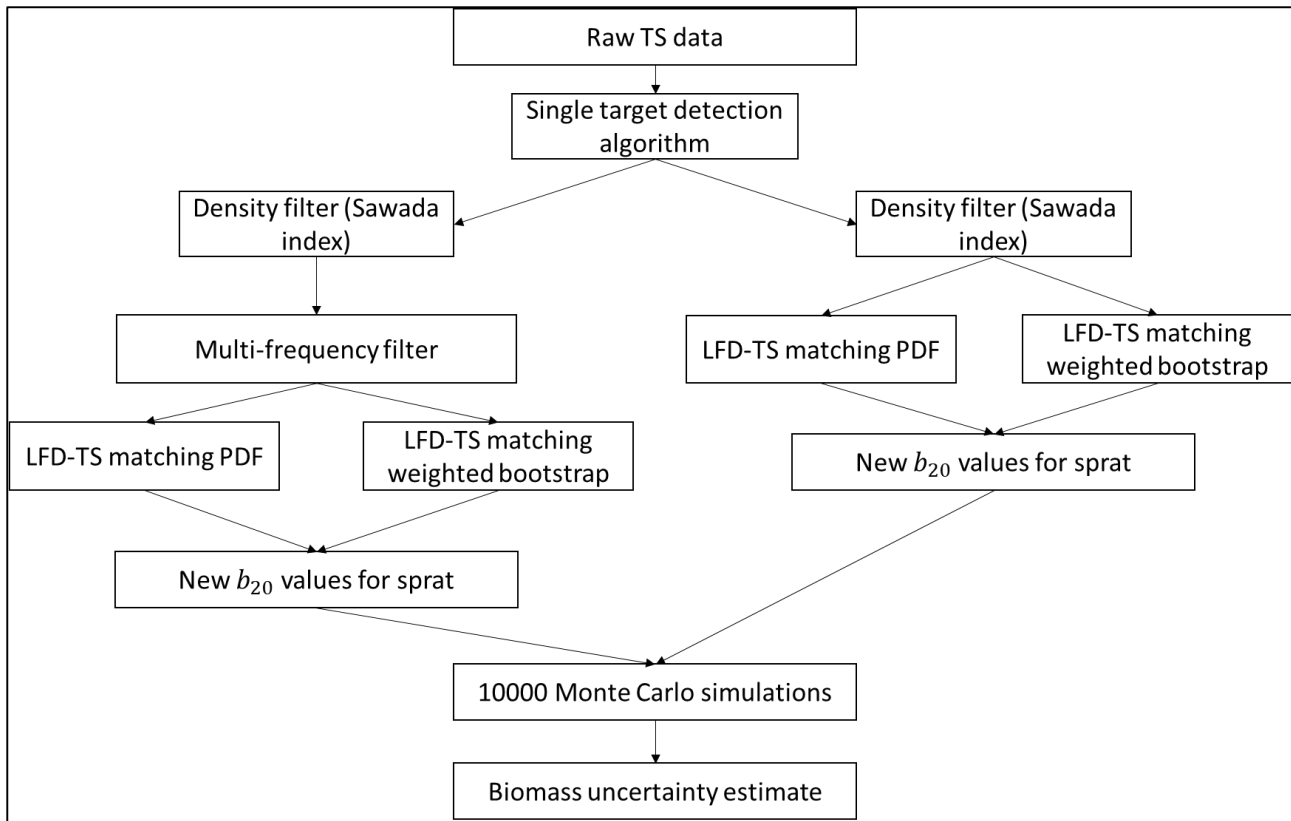 Raw TS data
Single target detection
algorithm
Density filter (Sawada
index)
Density filter (Sawada
index)
Multi-frequency filter
LFD-TS matching PDF
LFD-TS matching
weighted bootstrap
LFD-TS matching PDF
LFD-TS matching
weighted bootstrap
New b₂₀ values for sprat
New b₂₀ values for sprat
10000 Monte Carlo simulations
Biomass uncertainty estimate